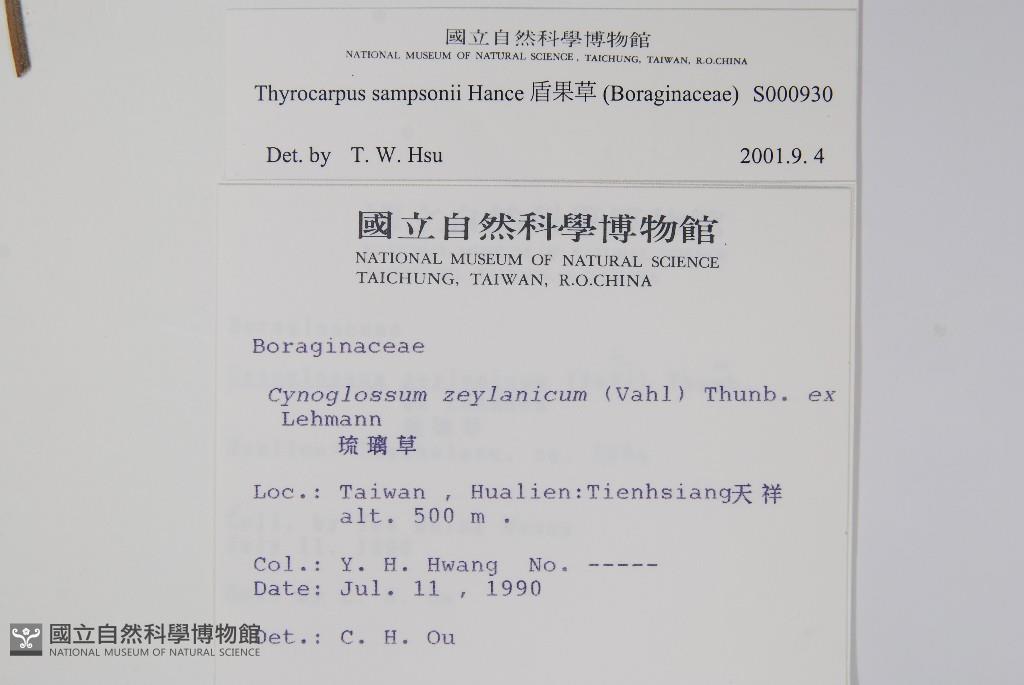 國立自然科學博物館
NATIONAL MUSEUM OF NATURAL SCIENCE, TAICHUNG, TAIWAN, R.O.CHINA
Thyrocarpus sampsonii Hance 盾果草 (Boraginaceae) S000930
Det. by T. W. Hsu 2001.9. 4
國立自然科學博物館
NATIONAL MUSEUM OF NATURAL SCIENCE
TAICHUNG, TAIWAN, R.O.CHINA
Boraginaceae
Cynoglossum zeylanicum (Vahl) Thunb. ex
Lehmann
琉璃草
Loc.: Taiwan , Hualien:Tienhsiang天祥
alt. 500 m .
Col.: Y. H. Hwang No. -----
Date: Jul. 11 , 1990
Det.: C. H. Ou
國立自然科學博物館
NATIONAL MUSEUM OF NATURAL SCIENCE